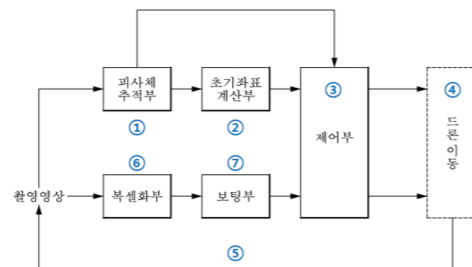 피사체
추적부
초기좌표
계산부
③
④
①
②
제어부
드
론
이
동
⑥
⑦
촬영영상
복셀화부
보팅부
⑤